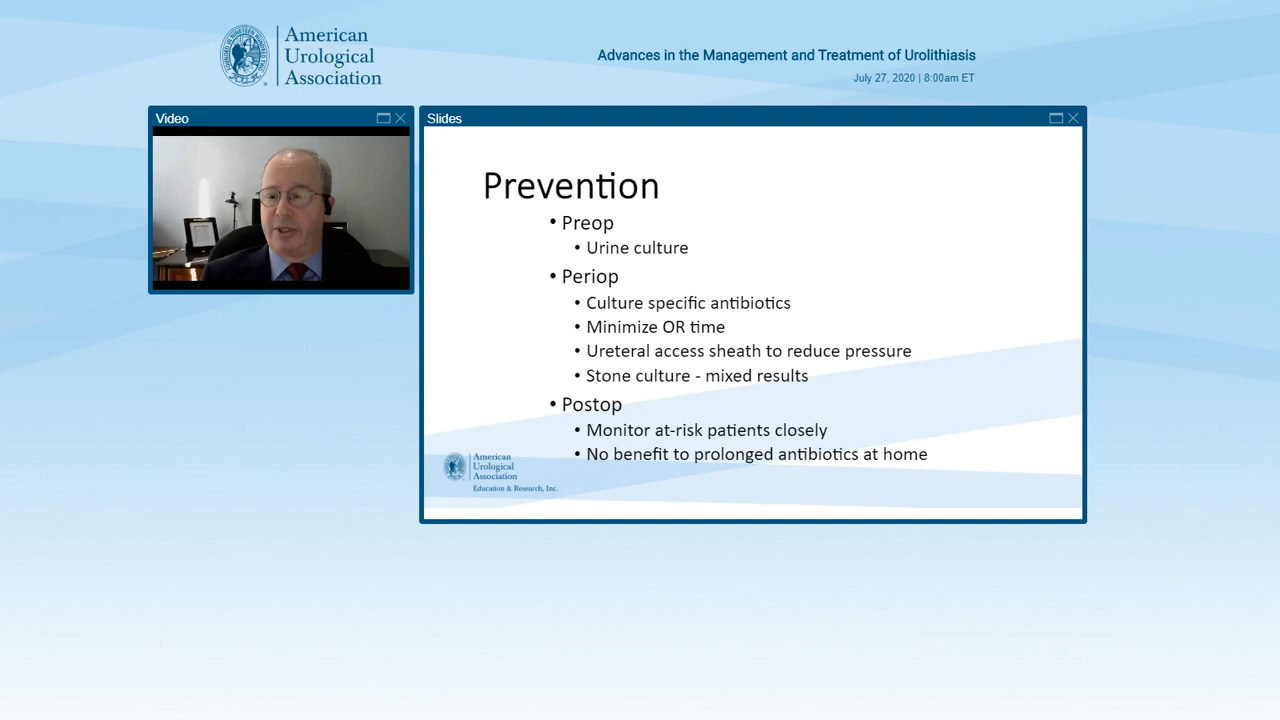 American
Urological
Association
Advances in the Management and Treatment of Urolithiasis
July 27, 2020 | 8:00am ET
Video
Slides
Prevention
• Preop
• Urine culture
• Periop
• Culture specific antibiotics
• Minimize OR time
• Ureteral access sheath to reduce pressure
• Stone culture - mixed results
• Postop
• Monitor at-risk patients closely
• No benefit to prolonged antibiotics at home
American
Urological
Association
Education & Research, Inc.